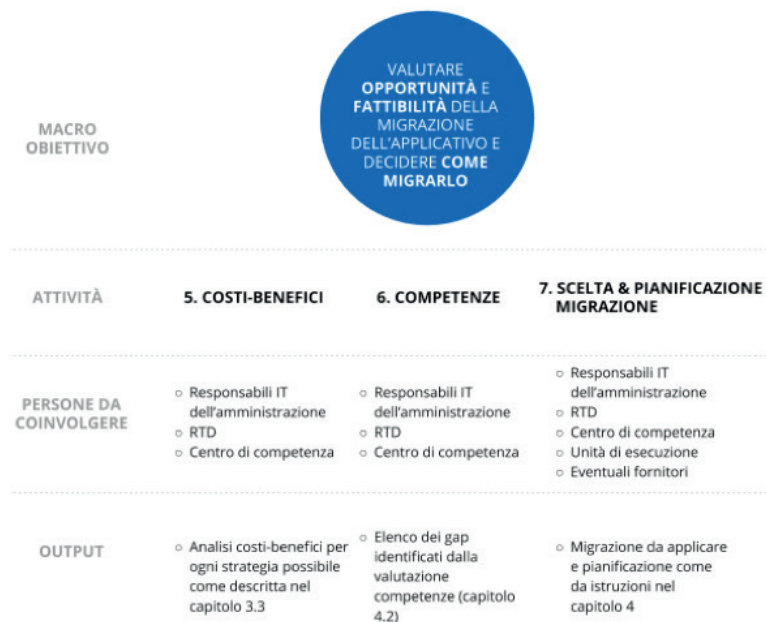 VALUTARE
OPPORTUNITÀ E
FATTIBILITÀ DELLA
MIGRAZIONE
DELL'APPLICATIVO E
DECIDERE COME
MIGRARLO
MACRO
OBIETTIVO
ATTIVITÀ
5. COSTI-BENEFICI
6. COMPETENZE
7. SCELTA & PIANIFICAZIONE
MIGRAZIONE
PERSONE DA
COINVOLGERE
○ Responsabili IT
dell'amministrazione
○ RTD
○ Centro di competenza
○ Responsabili IT
dell'amministrazione
○ RTD
○ Centro di competenza
○ Responsabili IT
dell'amministrazione
○ RTD
○ Centro di competenza
○ Unità di esecuzione
○ Eventuali fornitori
OUTPUT
○ Analisi costi-benefici per
ogni strategia possibile
come descritta nel
capitolo 3.3
○ Elenco dei gap
identificati dalla
valutazione
competenze (capitolo
4.2)
○ Migrazione da applicare
e pianificazione come
da istruzioni nel
capitolo 4